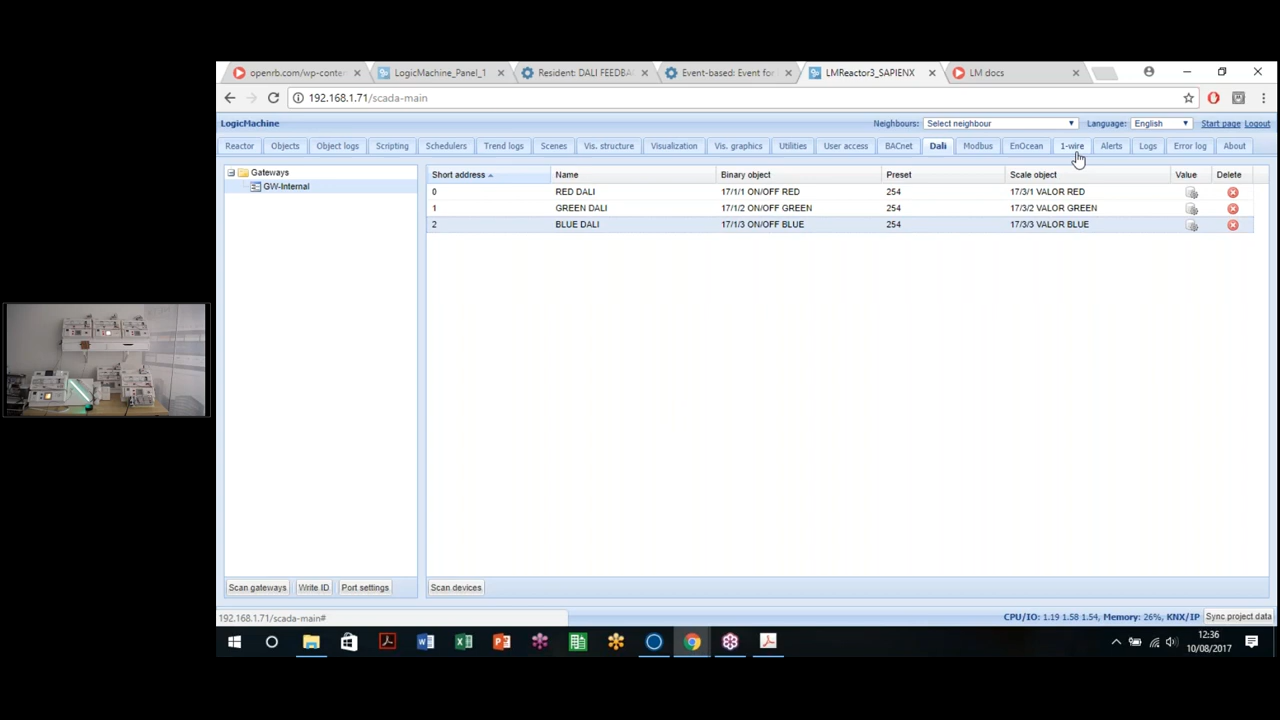 openrb.com/wp-conten
LogicMachine_Panel_1
Resident: DALI FEEDBA
Event-based: Event for
LMReactor3_SAPIENX
LM docs
192.168.1.71/scada-main
LogicMachine
Neighbours: Select neighbour
Language: English
Start page
Logout
Reactor
Objects
Object logs
Scripting
Schedulers
Trend logs
Scenes
Vis. structure
Visualization
Vis. graphics
Utilities
User access
BACnet
Dali
Modbus
EnOcean
1-wire
Alerts
Logs
Error log
About
Gateways
GW-Internal
Short address Name Binary object Preset Scale object Value Delete
0 RED DALI 17/1/1 ON/OFF RED 254 17/3/1 VALOR RED
1 GREEN DALI 17/1/2 ON/OFF GREEN 254 17/3/2 VALOR GREEN
2 BLUE DALI 17/1/3 ON/OFF BLUE 254 17/3/3 VALOR BLUE
Scan gateways
Write ID
Port settings
Scan devices
192.168.1.71/scada-main#
CPU/IO: 1.19 1.58 1.54, Memory: 26%, KNX/IP
Sync project data
12:36
10/08/2017